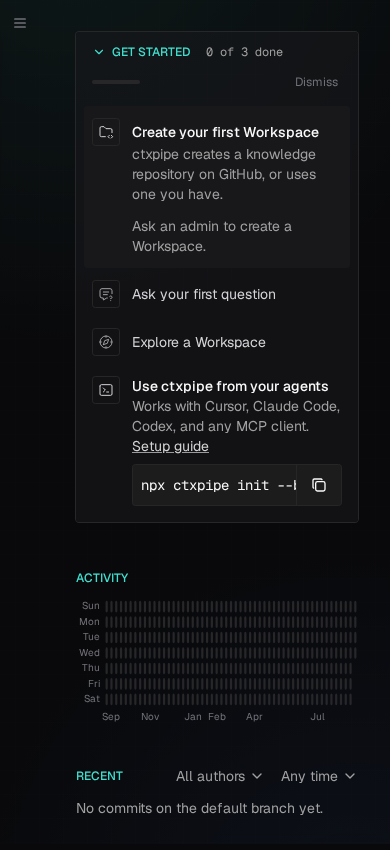 GET STARTED 0 of 3 done
Dismiss
Create your first Workspace
ctxpipe creates a knowledge
repository on GitHub, or uses
one you have.
Ask an admin to create a
Workspace.
Ask your first question
Explore a Workspace
Use ctxpipe from your agents
Works with Cursor, Claude Code,
Codex, and any MCP client.
Setup guide
npx ctxpipe init --
ACTIVITY
Sun
Mon
Tue
Wed
Thu
Fri
Sat
Sep Nov Jan Feb Apr Jul
RECENT All authors Any time
No commits on the default branch yet.